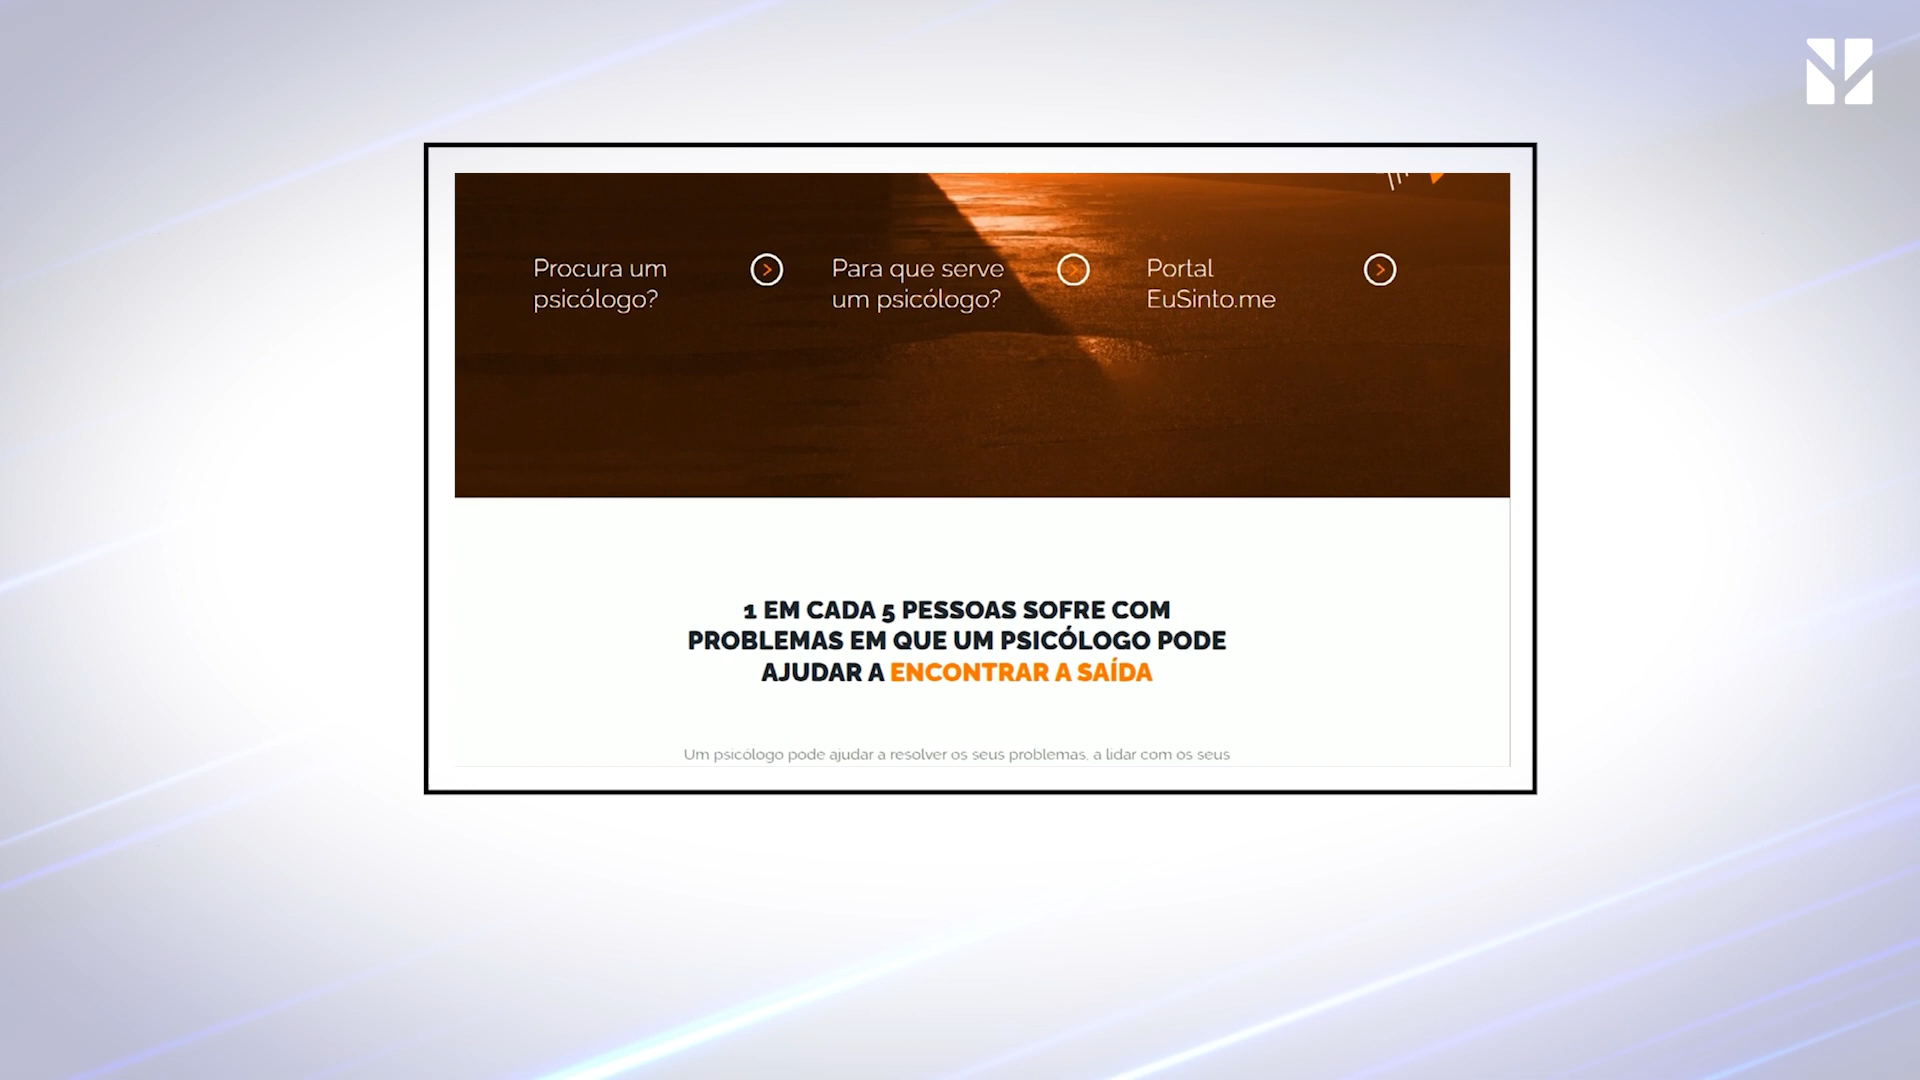 Procura um
psicólogo?
Para que serve
um psicólogo?
Portal
EuSinto.me
1 EM CADA 5 PESSOAS SOFRE COM
PROBLEMAS EM QUE UM PSICÓLOGO PODE
AJUDAR A ENCONTRAR A SAÍDA
Um psicólogo pode ajudar a resolver os seus problemas, a lidar com os seus